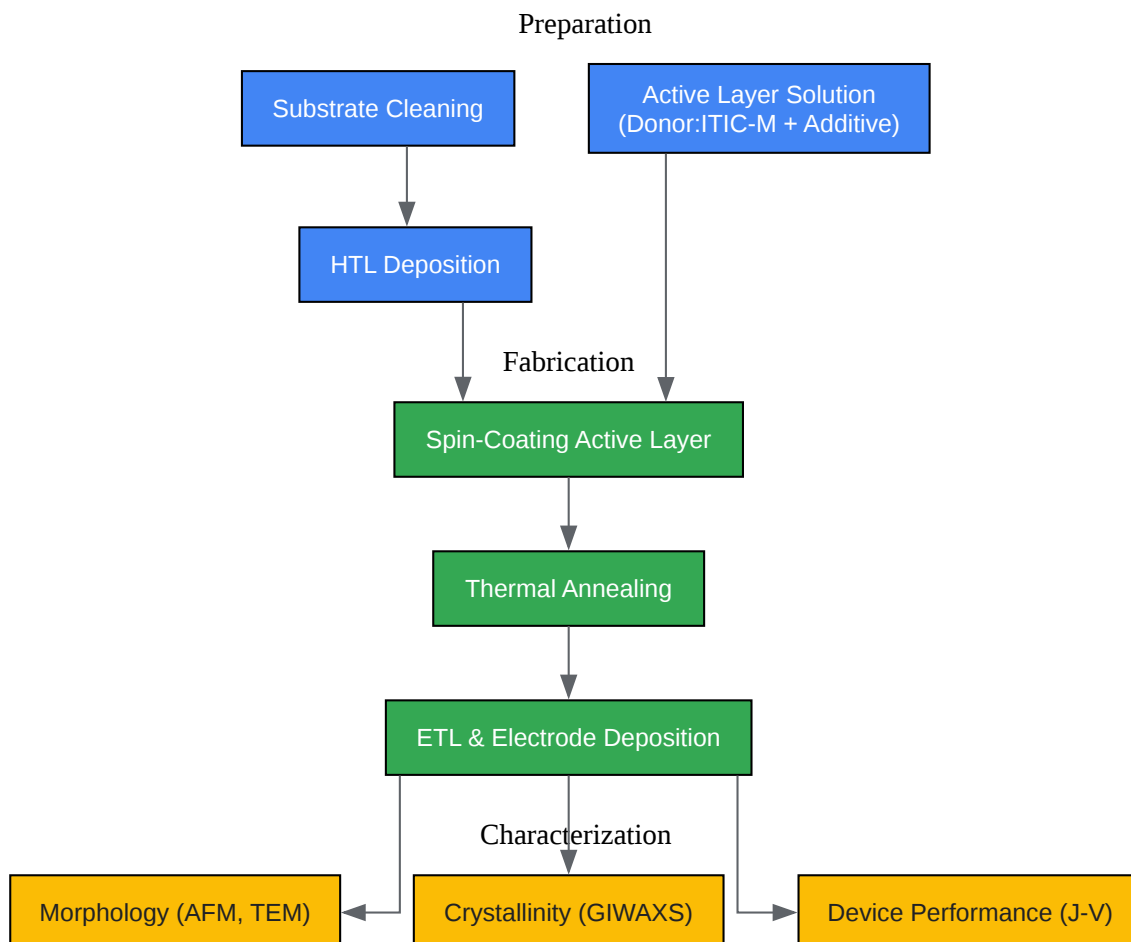 Preparation
Substrate Cleaning
Active Layer Solution
(Donor:ITIC-M + Additive)
HTL Deposition
Fabrication
Spin-Coating Active Layer
Thermal Annealing
ETL & Electrode Deposition
Characterization
Morphology (AFM, TEM)
Crystallinity (GIWAXS)
Device Performance (J-V)